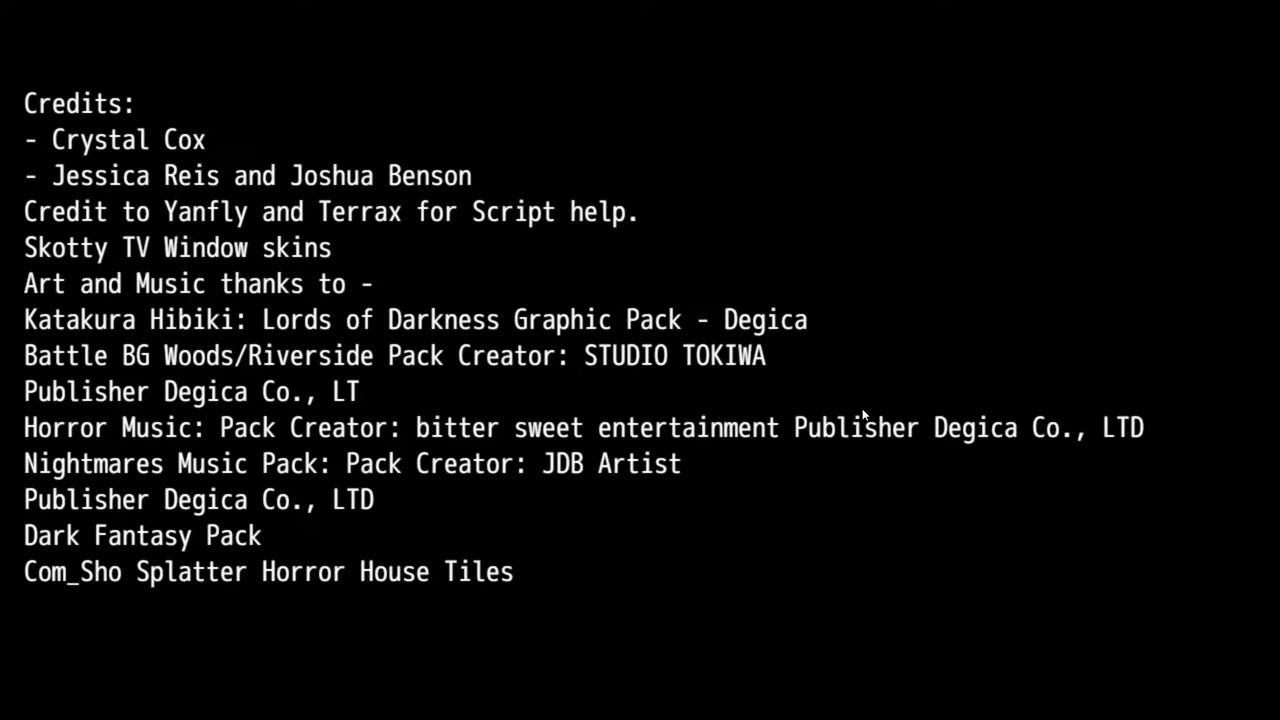 Credits:
- Crystal Cox
- Jessica Reis and Joshua Benson
Credit to Yanfly and Terrax for Script help.
Skotty TV Window skins
Art and Music thanks to -
Katakura Hibiki: Lords of Darkness Graphic Pack - Degica
Battle BG Woods/Riverside Pack Creator: STUDIO TOKIWA
Publisher Degica Co., LT
Horror Music: Pack Creator: bitter sweet entertainment Publisher Degica Co., LTD
Nightmares Music Pack: Pack Creator: JDB Artist
Publisher Degica Co., LTD
Dark Fantasy Pack
Com_Sho Splatter Horror House Tiles